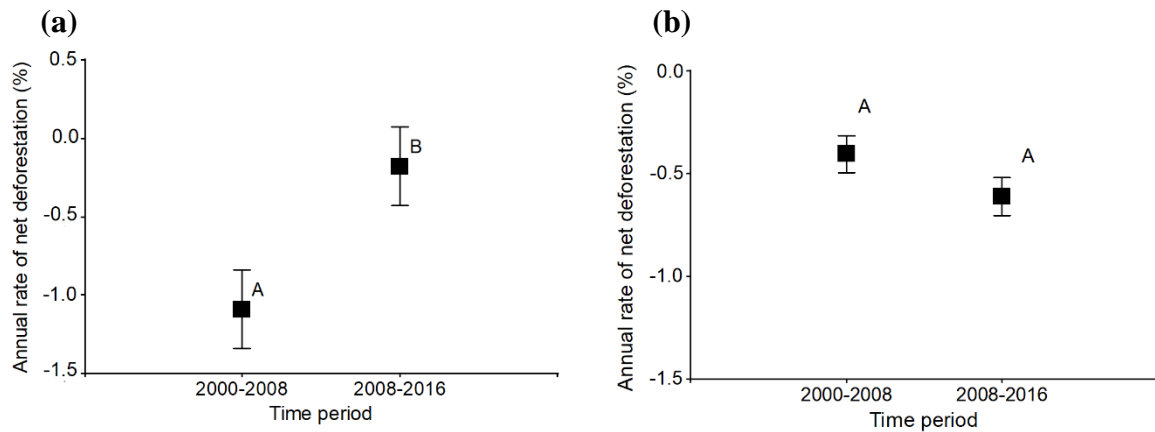 (a)
Annual rate of net deforestation (%)
0.5
0.0
-0.5
-1.0
-1.5
A
B
2000-2008
2008-2016
Time period
(b)
Annual rate of net deforestation (%)
0.0
-0.5
-1.0
-1.5
A
A
2000-2008
2008-2016
Time period